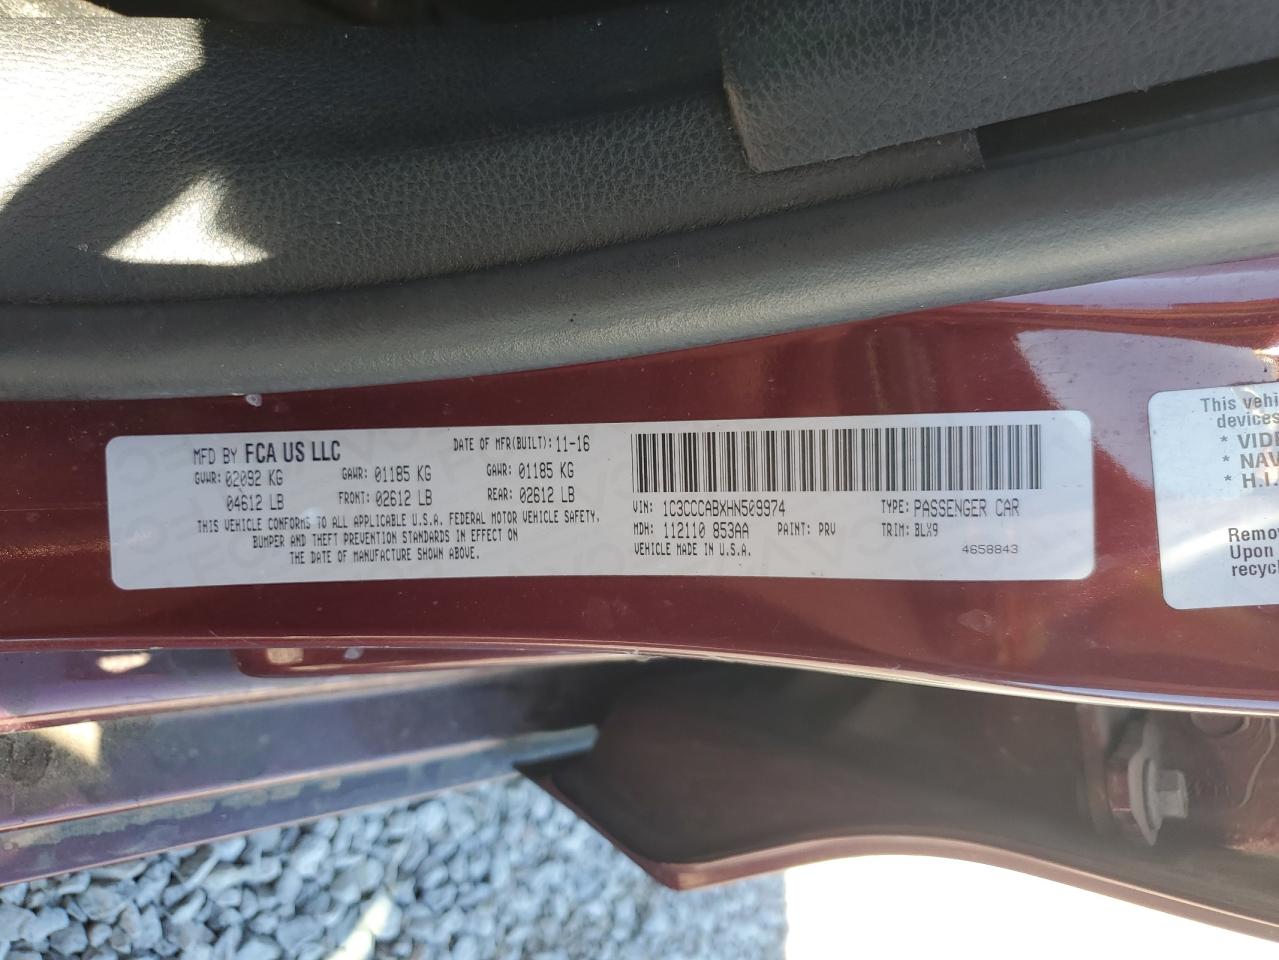 MFD BY FCA US LLC DATE OF MFR(BUILT): 11-16
GVWR: 02092 KG GAWR: 01185 KG GAWR: 01185 KG
04612 LB FRONT: 02612 LB REAR: 02612 LB
THIS VEHICLE CONFORMS TO ALL APPLICABLE U.S.A. FEDERAL MOTOR VEHICLE SAFETY,
BUMPER AND THEFT PREVENTION STANDARDS IN EFFECT ON
THE DATE OF MANUFACTURE SHOWN ABOVE.
VIN: 1C3CCCABXHN509974 TYPE: PASSENGER CAR
MDH: 112110 853AA PAINT: PRV TRIM: BLX9
VEHICLE MADE IN U.S.A. 4658843
This vehi
devices
* VIDE
* NAV
* H.I.
Remo
Upon
recyc